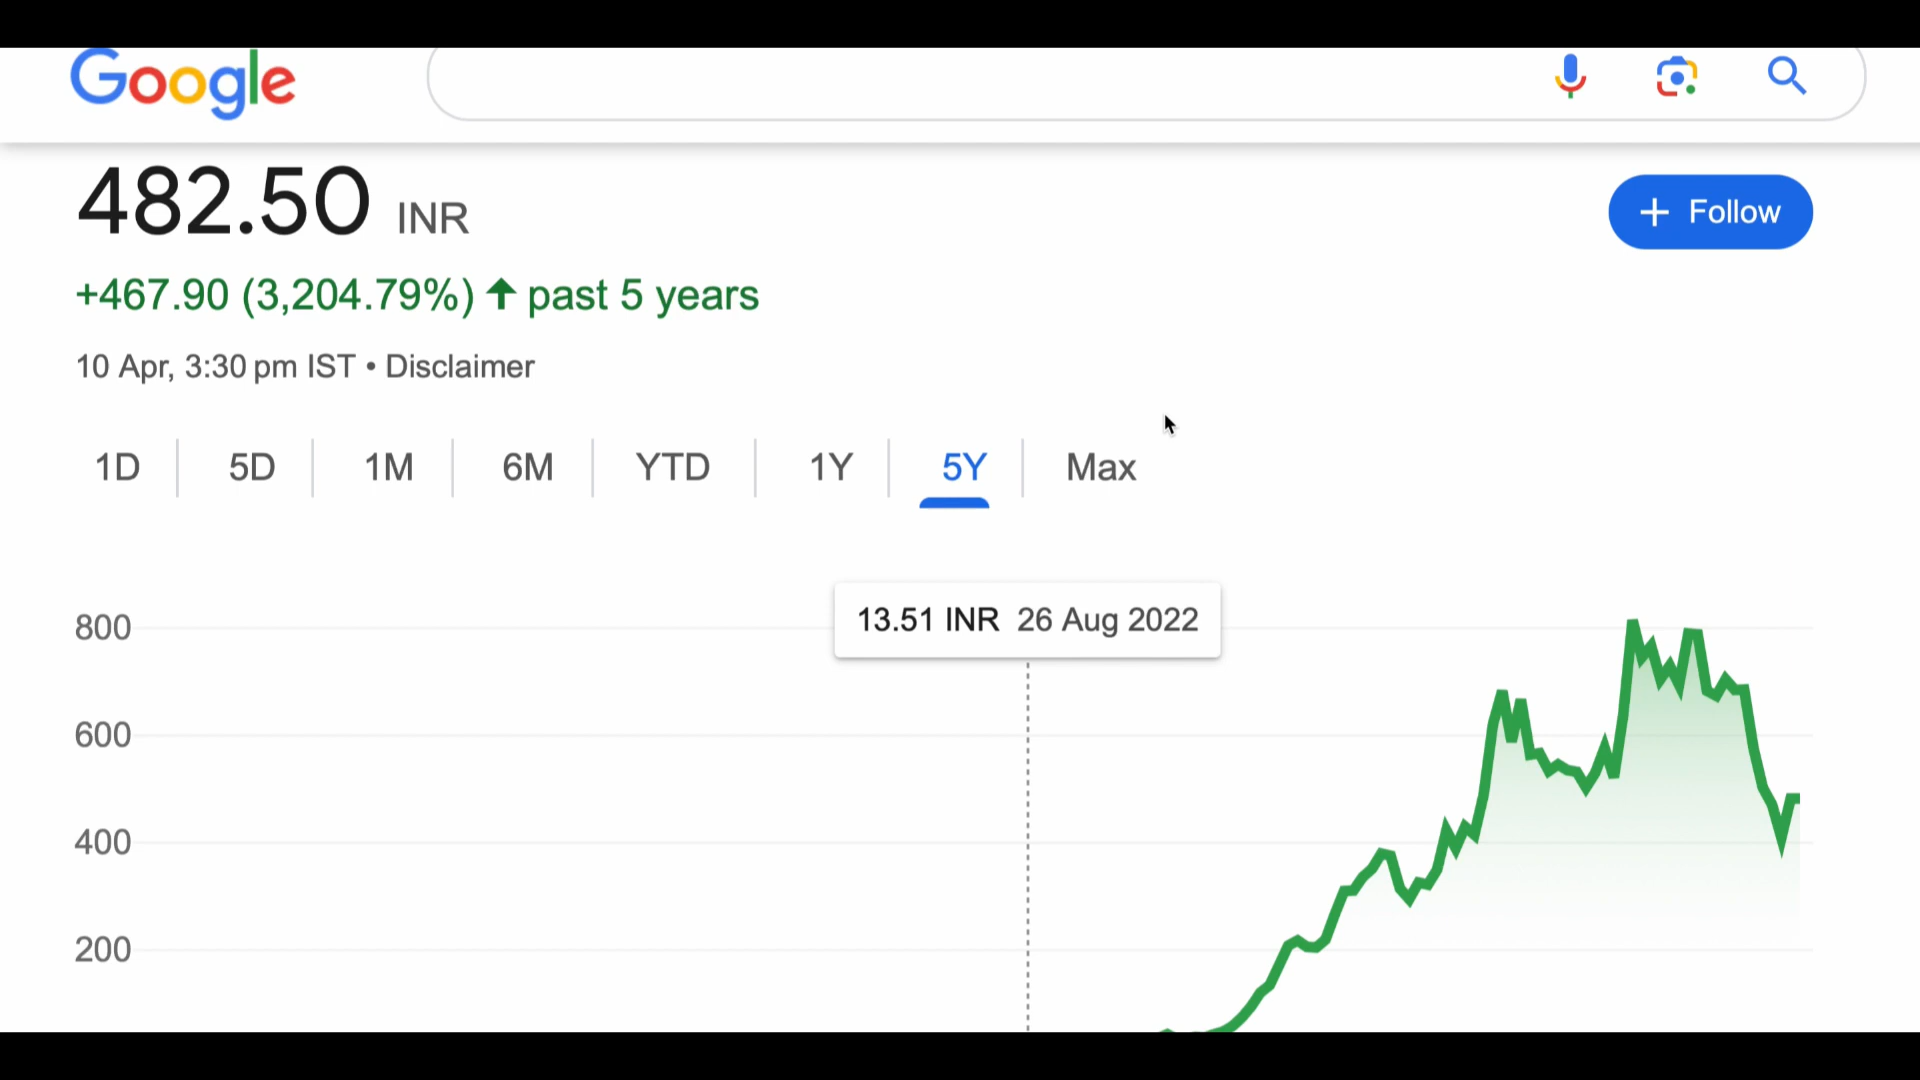 Google
482.50 INR
+ Follow
+467.90 (3,204.79%) ↑ past 5 years
10 Apr, 3:30 pm IST • Disclaimer
1D 5D 1M 6M YTD 1Y 5Y Max
13.51 INR 26 Aug 2022
800
600
400
200